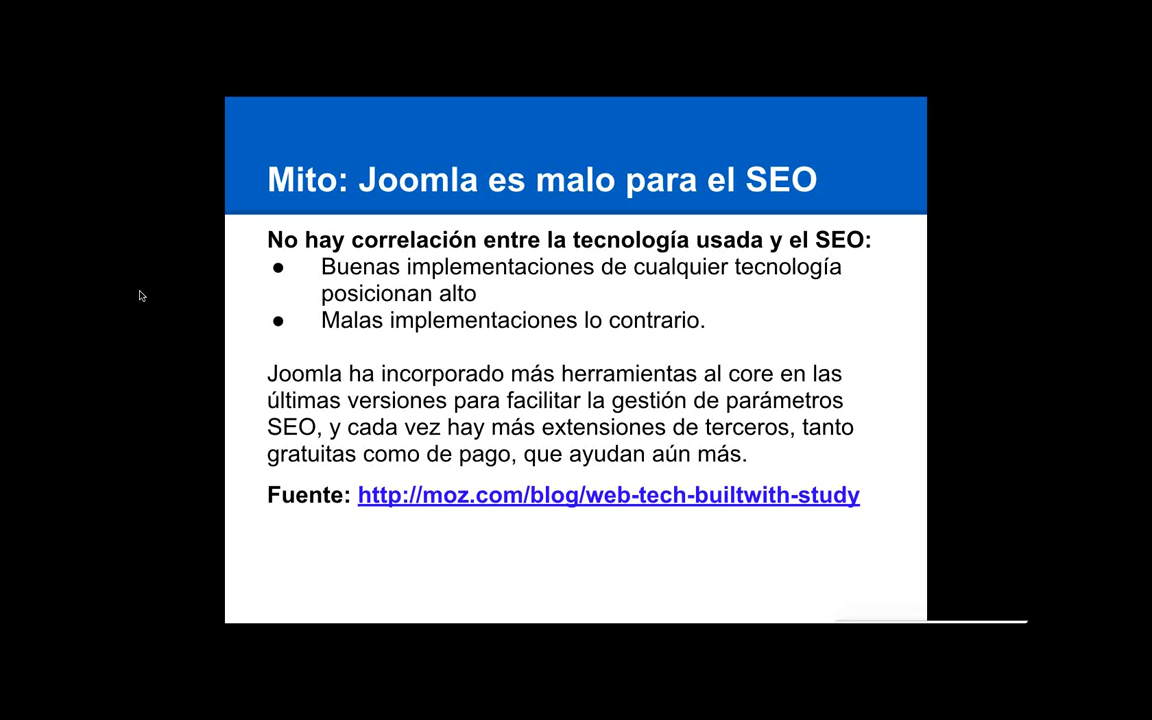 Mito: Joomla es malo para el SEO
No hay correlación entre la tecnología usada y el SEO:
● Buenas implementaciones de cualquier tecnología
posicionan alto
● Malas implementaciones lo contrario.
Joomla ha incorporado más herramientas al core en las
últimas versiones para facilitar la gestión de parámetros
SEO, y cada vez hay más extensiones de terceros, tanto
gratuitas como de pago, que ayudan aún más.
Fuente: http://moz.com/blog/web-tech-builtwith-study